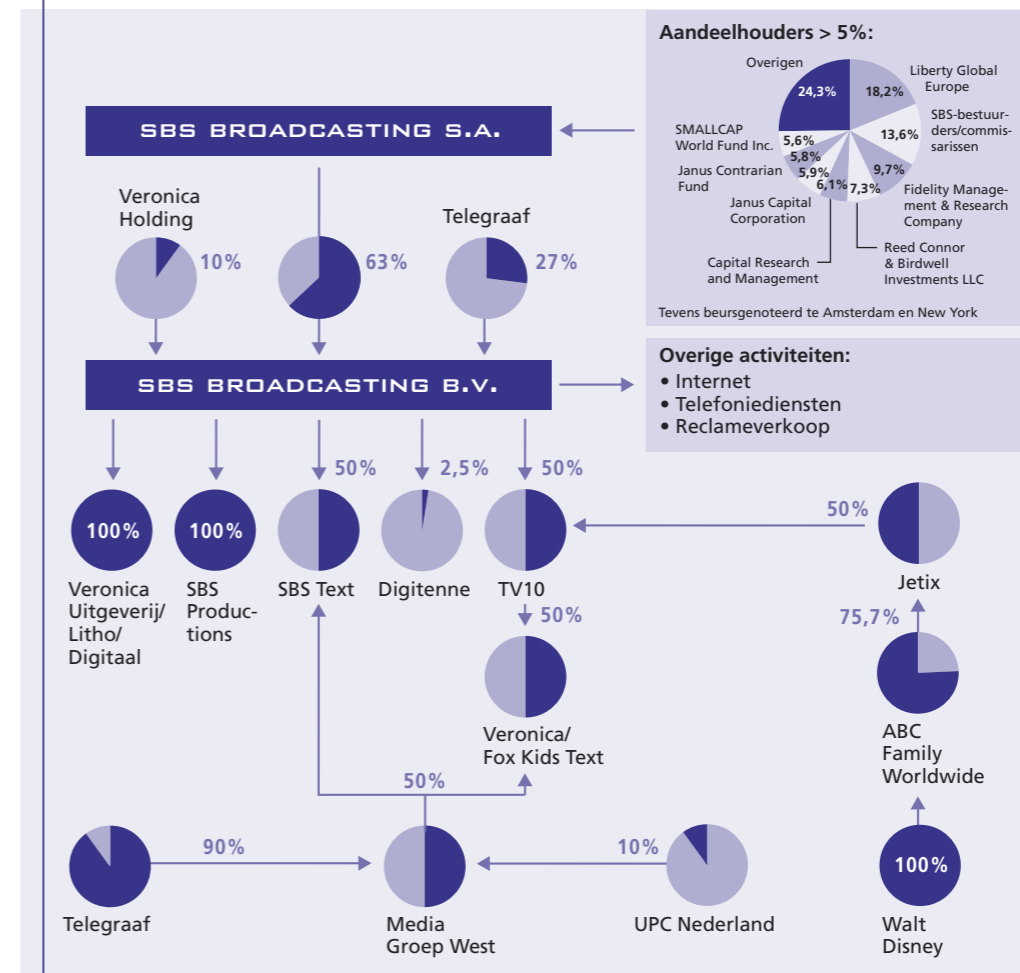 Aandeelhouders > 5%:
Overigen
24,3%
18,2%
Liberty Global
Europe
13,6%
SBS-bestuur-
ders/commis-
sarissen
9,7%
Fidelity Manage-
ment & Research
Company
7,3%
Reed Connor
& Birdwell
Investments LLC
6,1%
Capital Research
and Management
5,9%
Janus Capital
Corporation
5,8%
Janus Contrarian
Fund
5,6%
SMALLCAP
World Fund Inc.
Tevens beursgenoteerd te Amsterdam en New York
SBS BROADCASTING S.A.
Veronica
Holding
10%
63%
Telegraaf
27%
SBS BROADCASTING B.V.
Overige activiteiten:
• Internet
• Telefoniediensten
• Reclameverkoop
50%
2,5%
50%
100%
Veronica
Uitgeverij/
Litho/
Digitaal
100%
SBS
Produc-
tions
SBS Text
Digitenne
TV10
50%
Jetix
50%
Veronica/
Fox Kids Text
75,7%
ABC
Family
Worldwide
50%
Telegraaf
90%
Media
Groep West
10%
UPC Nederland
100%
Walt
Disney